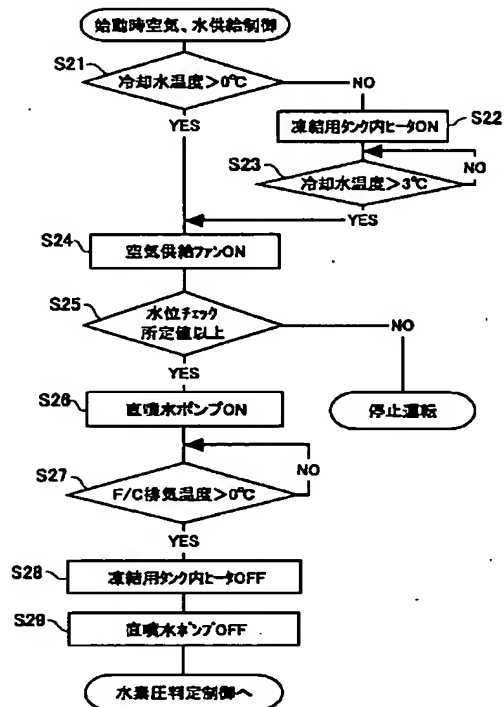 始動時空気、水供給制御
S21
冷却水温度>0℃
NO
YES
S22
凍結用タンク内ヒータON
S23
冷却水温度>3℃
NO
YES
S24
空気供給ファンON
S25
水位チェック
所定値以上
NO
YES
停止運転
S26
直噴水ポンプON
S27
F/C排気温度>0℃
NO
YES
S28
凍結用タンク内ヒータOFF
S29
直噴水ポンプOFF
水素圧判定制御へ